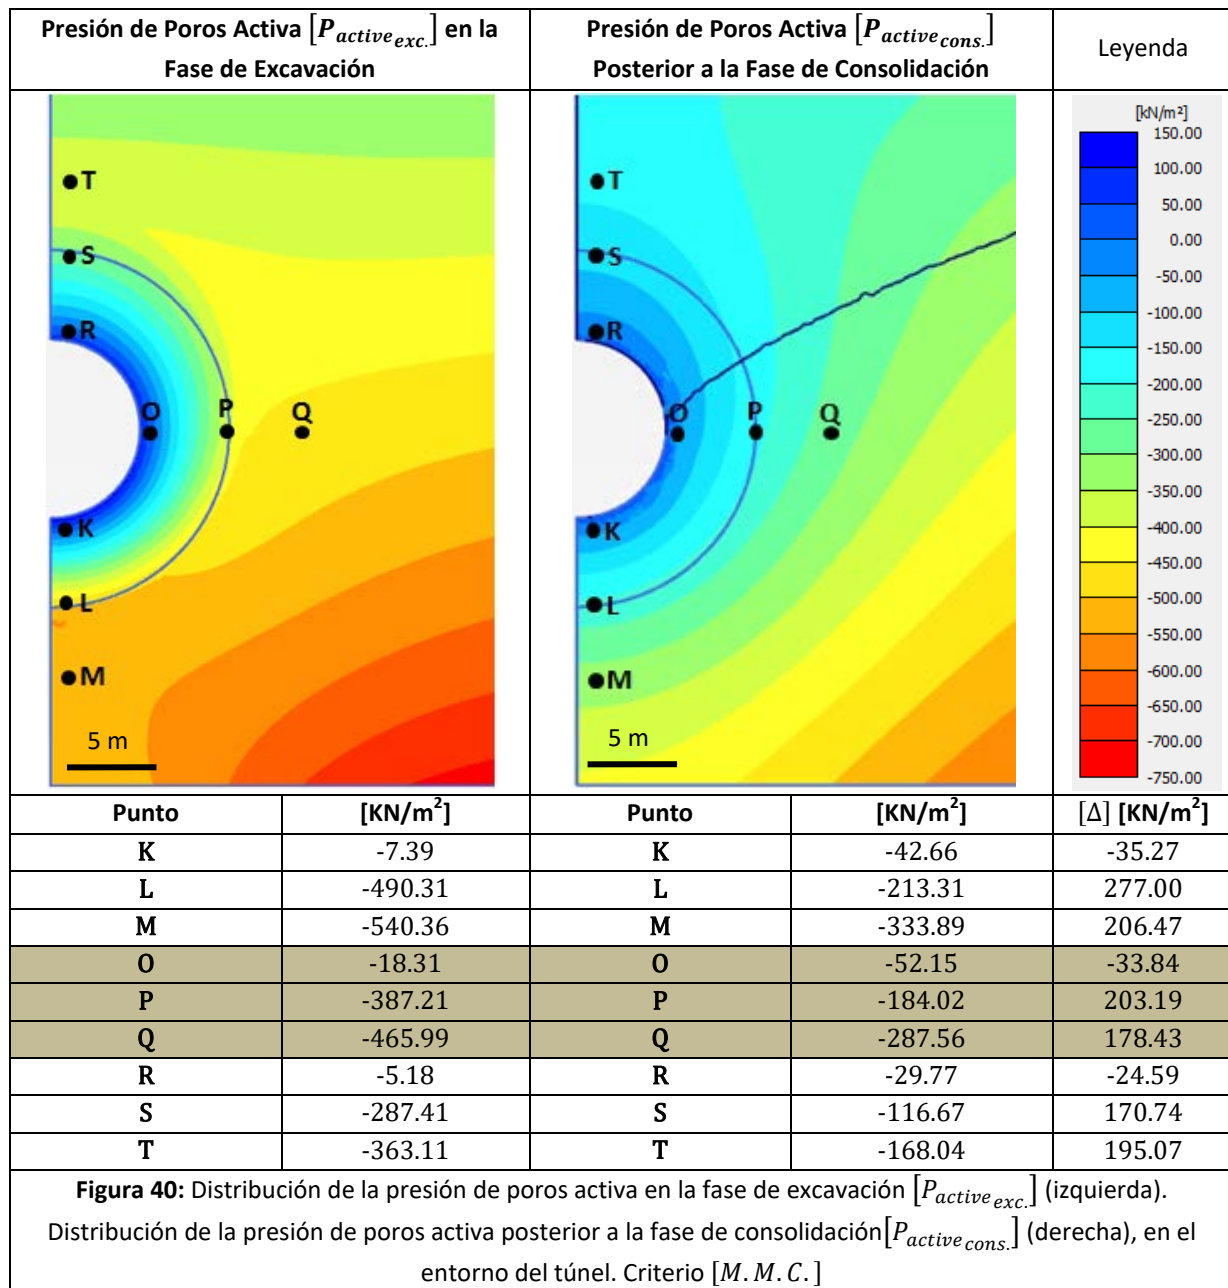 Presión de Poros Activa [P_active_exc.] en la
Fase de Excavación
Presión de Poros Activa [P_active_cons.]
Posterior a la Fase de Consolidación
Leyenda
T
S
R
O
P
Q
K
L
M
5 m
T
S
R
O
P
Q
K
L
M
5 m
[kN/m²]
150.00
100.00
50.00
0.00
-50.00
-100.00
-150.00
-200.00
-250.00
-300.00
-350.00
-400.00
-450.00
-500.00
-550.00
-600.00
-650.00
-700.00
-750.00
Punto [KN/m²] Punto [KN/m²] [Δ] [KN/m²]
K -7.39 K -42.66 -35.27
L -490.31 L -213.31 277.00
M -540.36 M -333.89 206.47
O -18.31 O -52.15 -33.84
P -387.21 P -184.02 203.19
Q -465.99 Q -287.56 178.43
R -5.18 R -29.77 -24.59
S -287.41 S -116.67 170.74
T -363.11 T -168.04 195.07
Figura 40: Distribución de la presión de poros activa en la fase de excavación [P_active_exc.] (izquierda).
Distribución de la presión de poros activa posterior a la fase de consolidación[P_active_cons.] (derecha), en el
entorno del túnel. Criterio [M. M. C. ]